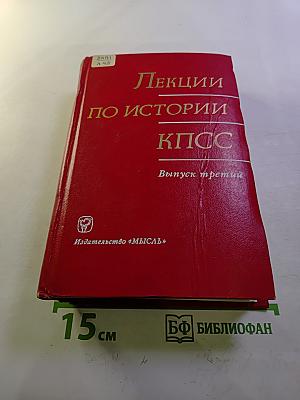 Лекции
по истории
КПСС
Выпуск третий
Издательство «МЫСЛЬ»
15 см
БФ БИБЛИОФАН